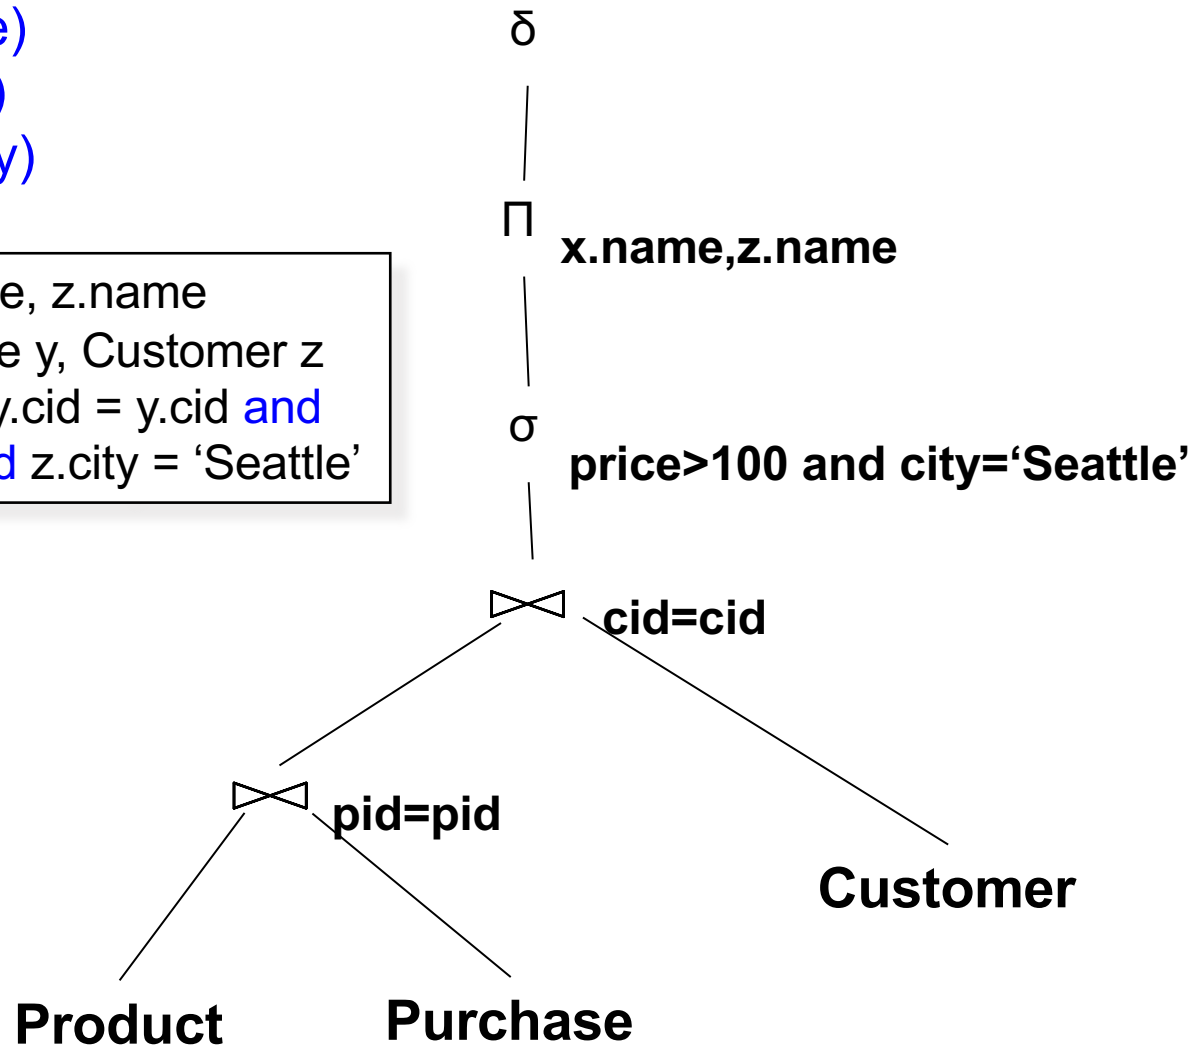 e)
)
y)
e, z.name
e y, Customer z
y.cid = y.cid and
d z.city = ‘Seattle’
δ
Π
x.name,z.name
σ
price>100 and city=‘Seattle’
cid=cid
pid=pid
Customer
Product
Purchase